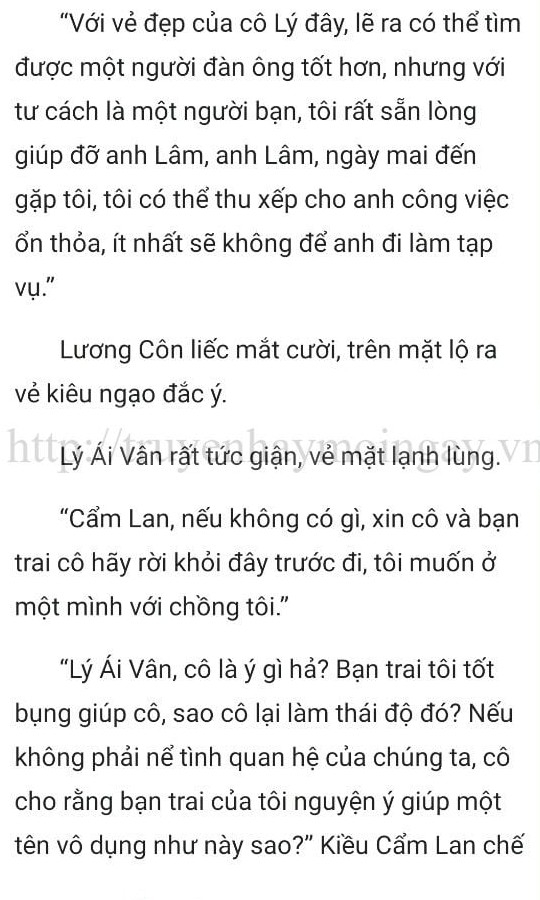 “Với vẻ đẹp của cô Lý đây, lẽ ra có thể tìm
được một người đàn ông tốt hơn, nhưng với
tư cách là một người bạn, tôi rất sẵn lòng
giúp đỡ anh Lâm, anh Lâm, ngày mai đến
gặp tôi, tôi có thể thu xếp cho anh công việc
ổn thỏa, ít nhất sẽ không để anh đi làm tạp
vụ.”
Lương Côn liếc mắt cười, trên mặt lộ ra
vẻ kiêu ngạo đắc ý.
http://truyenhaymoingay.vn
Lý Ái Vân rất tức giận, vẻ mặt lạnh lùng.
“Cẩm Lan, nếu không có gì, xin cô và bạn
trai cô hãy rời khỏi đây trước đi, tôi muốn ở
một mình với chồng tôi.”
“Lý Ái Vân, cô là ý gì hả? Bạn trai tôi tốt
bụng giúp cô, sao cô lại làm thái độ đó? Nếu
không phải nể tình quan hệ của chúng ta, cô
cho rằng bạn trai của tôi nguyện ý giúp một
tên vô dụng như này sao?” Kiều Cẩm Lan chế